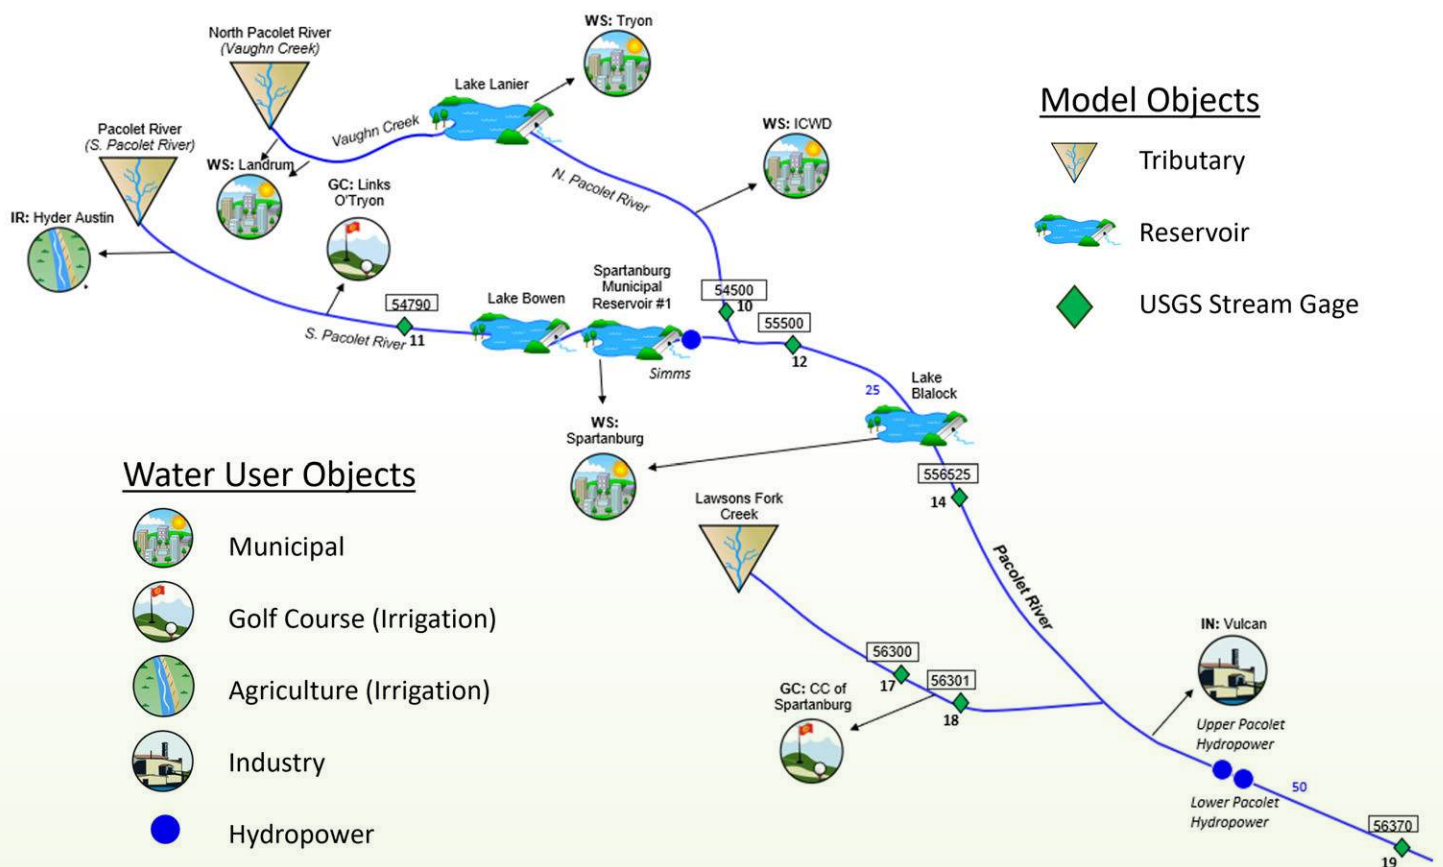 North Pacolet River
(Vaughn Creek)
WS: Tryon
Lake Lanier
Pacolet River
(S. Pacolet River)
Vaughn Creek
WS: Landrum
WS: ICWD
GC: Links
O'Tryon
N. Pacolet River
IR: Hyder Austin
Spartanburg
Municipal
Reservoir #1
Lake Bowen
54790
11
S. Pacolet River
54500
10
55500
12
Simms
25
Lake
Blalock
WS:
Spartanburg
556525
14
Lawsons Fork
Creek
Pacolet River
56300
17
56301
18
GC: CC of
Spartanburg
IN: Vulcan
Upper Pacolet
Hydropower
50
Lower Pacolet
Hydropower
56370
19
Model Objects
Tributary
Reservoir
USGS Stream Gage
Water User Objects
Municipal
Golf Course (Irrigation)
Agriculture (Irrigation)
Industry
Hydropower